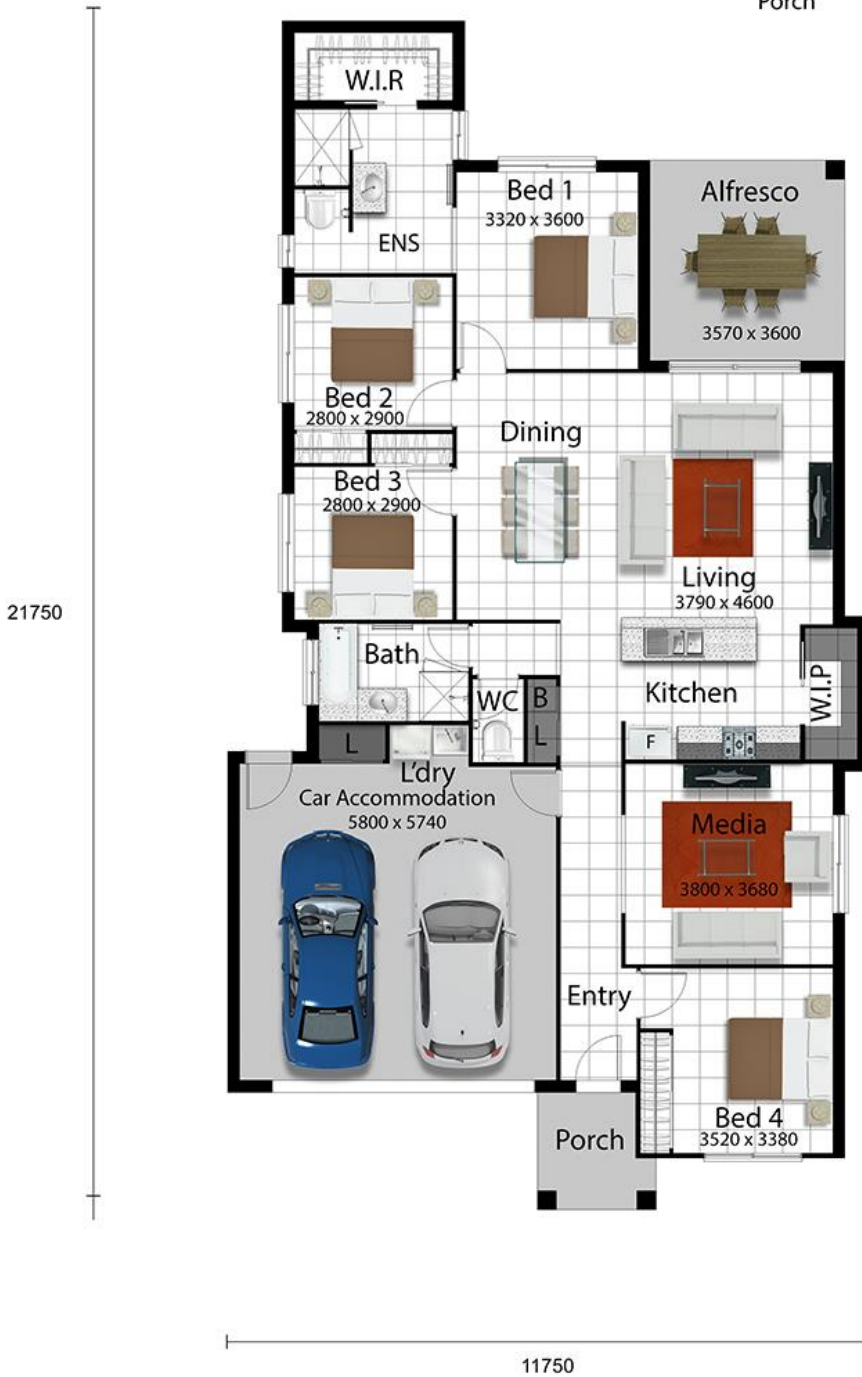 Porch
W.I.R
Bed 1
3320 x 3600
Alfresco
3570 x 3600
ENS
Bed 2
2800 x 2900
Dining
Bed 3
2800 x 2900
Living
3790 x 4600
21750
Bath
WC
B
L
Kitchen
W.I.P
F
L
L'dry
Car Accommodation
5800 x 5740
Media
3800 x 3680
Entry
Bed 4
3520 x 3380
Porch
11750